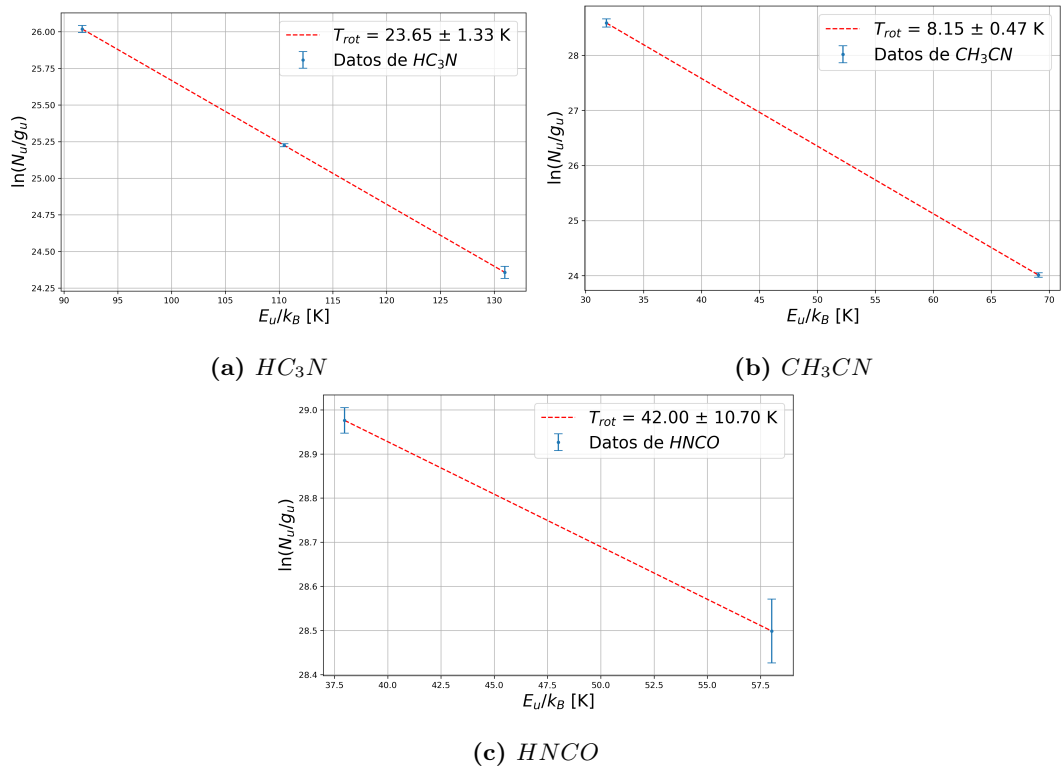 T_rot = 23.65 ± 1.33 K
Datos de HC₃N
26.00
25.75
25.50
25.25
25.00
24.75
24.50
24.25
ln(N_u/g_u)
90 95 100 105 110 115 120 125 130
E_u/k_B [K]
(a) HC₃N
T_rot = 8.15 ± 0.47 K
Datos de CH₃CN
28
27
26
25
24
ln(N_u/g_u)
30 35 40 45 50 55 60 65 70
E_u/k_B [K]
(b) CH₃CN
T_rot = 42.00 ± 10.70 K
Datos de HNCO
29.0
28.9
28.8
28.7
28.6
28.5
28.4
ln(N_u/g_u)
37.5 40.0 42.5 45.0 47.5 50.0 52.5 55.0 57.5
E_u/k_B [K]
(c) HNCO